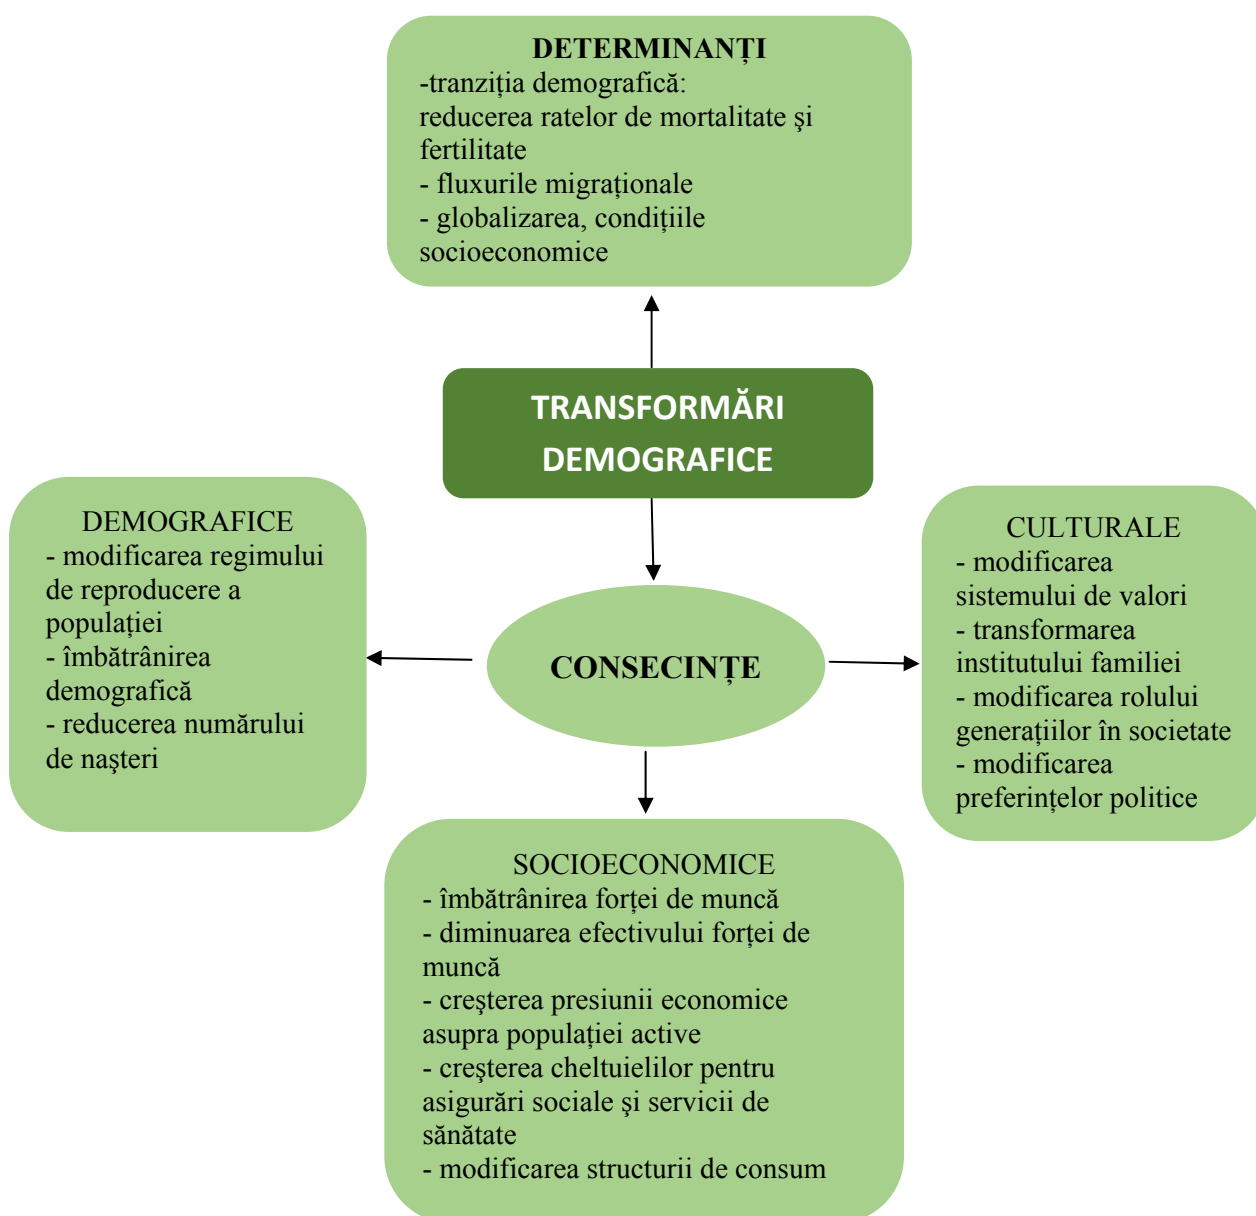 DETERMINANȚI
-tranziția demografică:
reducerea ratelor de mortalitate şi
fertilitate
- fluxurile migraționale
- globalizarea, condițiile
socioeconomice
TRANSFORMĂRI
DEMOGRAFICE
DEMOGRAFICE
- modificarea regimului
de reproducere a
populației
- îmbătrânirea
demografică
- reducerea numărului
de naşteri
CONSECINȚE
CULTURALE
- modificarea
sistemului de valori
- transformarea
institutului familiei
- modificarea rolului
generațiilor în societate
- modificarea
preferințelor politice
SOCIOECONOMICE
- îmbătrânirea forței de muncă
- diminuarea efectivului forței de
muncă
- creşterea presiunii economice
asupra populației active
- creşterea cheltuielilor pentru
asigurări sociale şi servicii de
sănătate
- modificarea structurii de consum